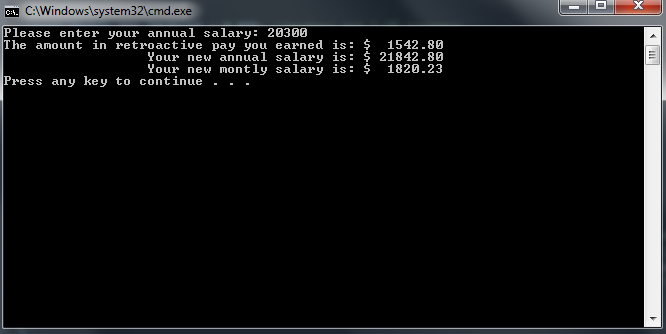 C:\Windows\system32\cmd.exe
Please enter your annual salary: 20300
The amount in retroactive pay you earned is: $  1542.80
                  Your new annual salary is: $ 21842.80
                  Your new montly salary is: $  1820.23
Press any key to continue . . .